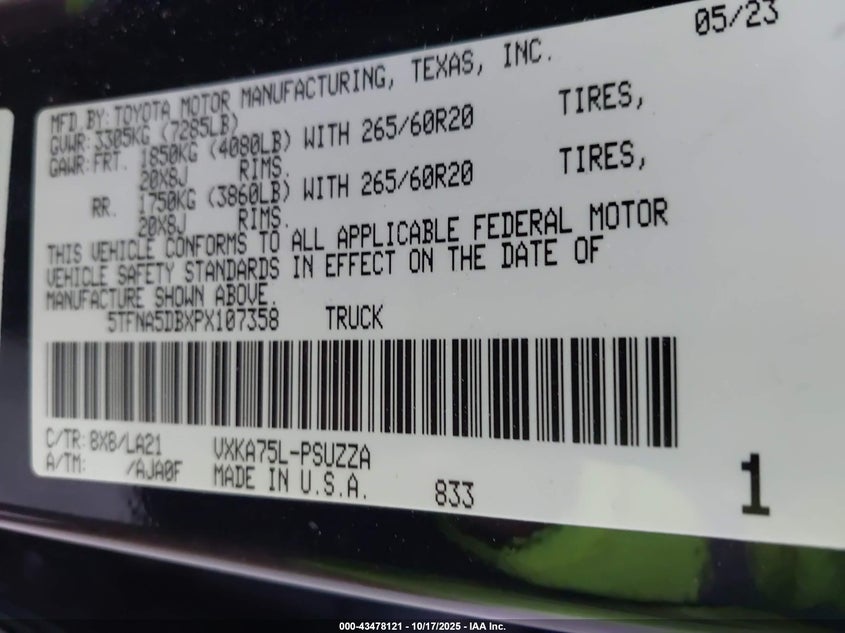 05/23
MFD BY: TOYOTA MOTOR MANUFACTURING, TEXAS, INC.
GVWR: 3305KG (7285LB)
GAWR: FRT. 1850KG (4080LB) WITH 265/60R20 TIRES,
20X8J RIMS.
RR. 1750KG (3860LB) WITH 265/60R20 TIRES,
20X8J RIMS.
THIS VEHICLE CONFORMS TO ALL APPLICABLE FEDERAL MOTOR
VEHICLE SAFETY STANDARDS IN EFFECT ON THE DATE OF
MANUFACTURE SHOWN ABOVE.
5TFNA5DBXPX107358 TRUCK
C/TR: 8X8/LA21 VXKA75L-PSUZZA
A/TM: /AJA0F MADE IN U.S.A. 833 1
000-43478121 - 10/17/2025 - IAA Inc.